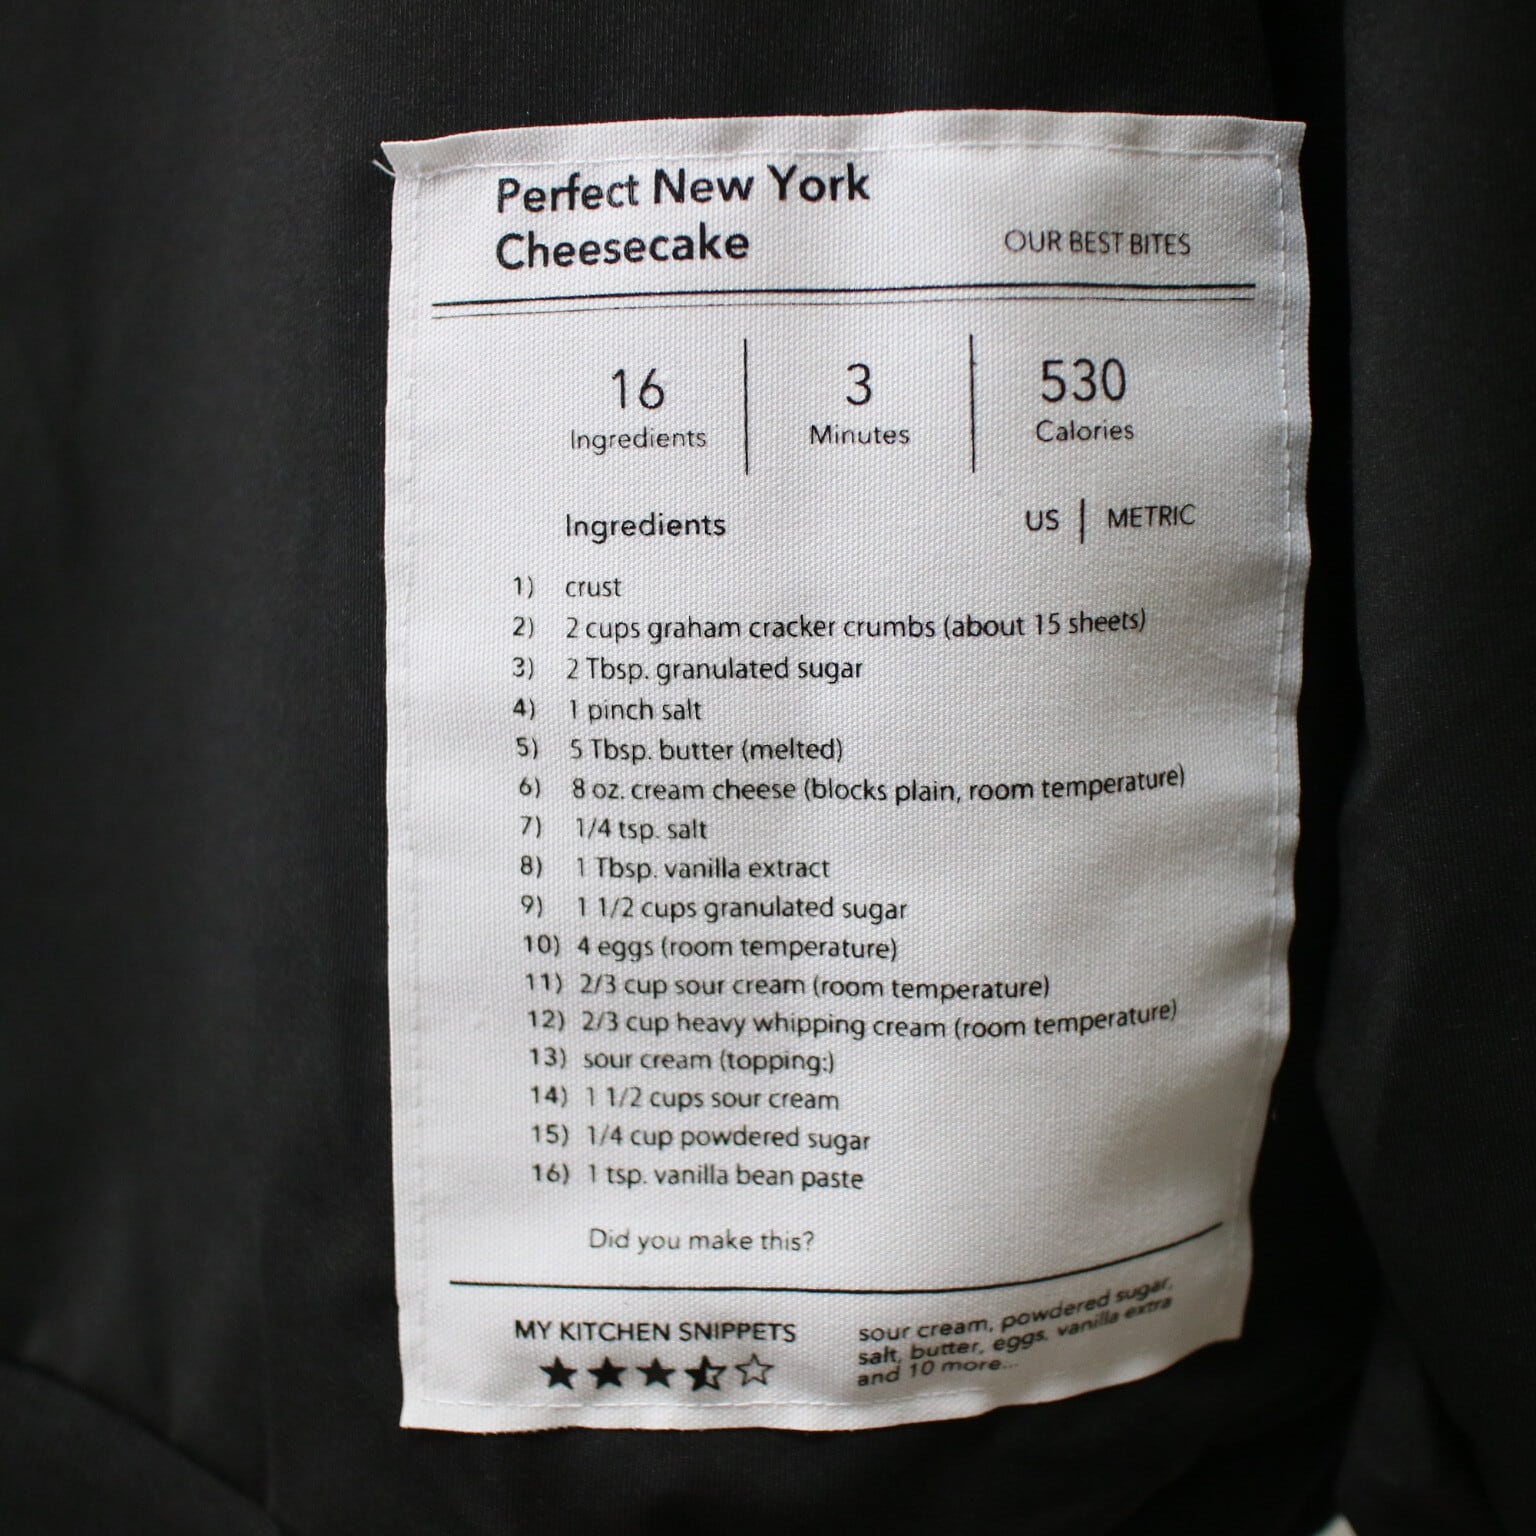 Perfect New York
Cheesecake
OUR BEST BITES
16
Ingredients
3
Minutes
530
Calories
Ingredients
US | METRIC
1) crust
2) 2 cups graham cracker crumbs (about 15 sheets)
3) 2 Tbsp. granulated sugar
4) 1 pinch salt
5) 5 Tbsp. butter (melted)
6) 8 oz. cream cheese (blocks plain, room temperature)
7) 1/4 tsp. salt
8) 1 Tbsp. vanilla extract
9) 1 1/2 cups granulated sugar
10) 4 eggs (room temperature)
11) 2/3 cup sour cream (room temperature)
12) 2/3 cup heavy whipping cream (room temperature)
13) sour cream (topping:)
14) 1 1/2 cups sour cream
15) 1/4 cup powdered sugar
16) 1 tsp. vanilla bean paste
Did you make this?
MY KITCHEN SNIPPETS
sour cream, powdered sugar,
salt, butter, eggs, vanilla extra
and 10 more...